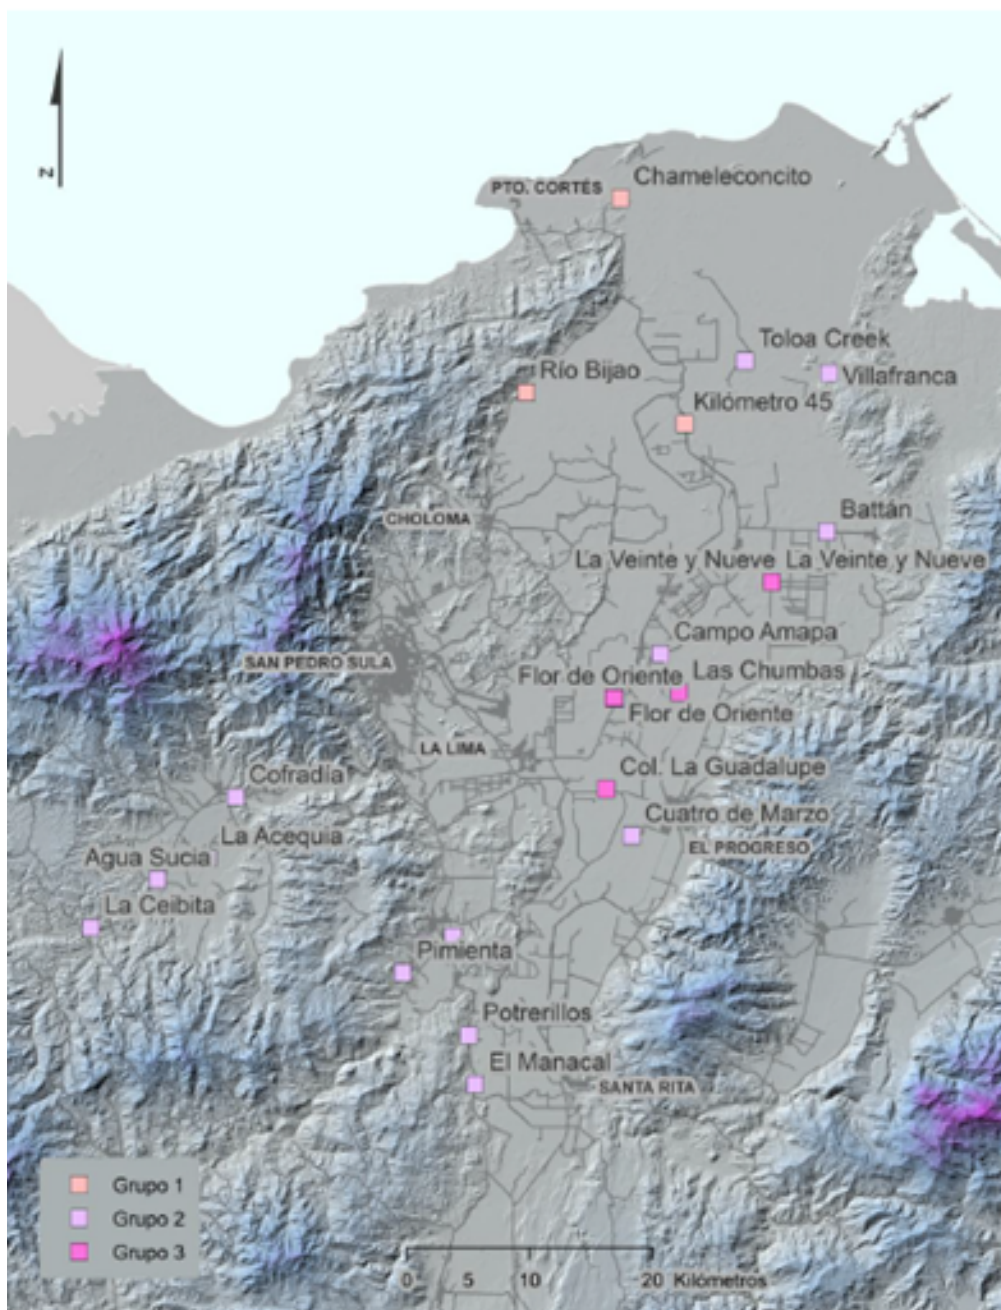 Z
Chameleconcito
PTO. CORTÉS
Toloa Creek
Río Bijao
Villafranca
Kilómetro 45
Battán
CHOLOMA
La Veinte y Nueve
La Veinte y Nueve
Campo Amapa
SAN PEDRO SULA
Flor de Oriente
Las Chumbas
Flor de Oriente
LA LIMA
Cofradía
Col. La Guadalupe
Cuatro de Marzo
La Acequia
EL PROGRESO
Agua Sucia
La Ceibita
Pimienta
Potrerillos
El Manacal
SANTA RITA
Grupo 1
Grupo 2
Grupo 3
0 5 10 20 Kilómetros